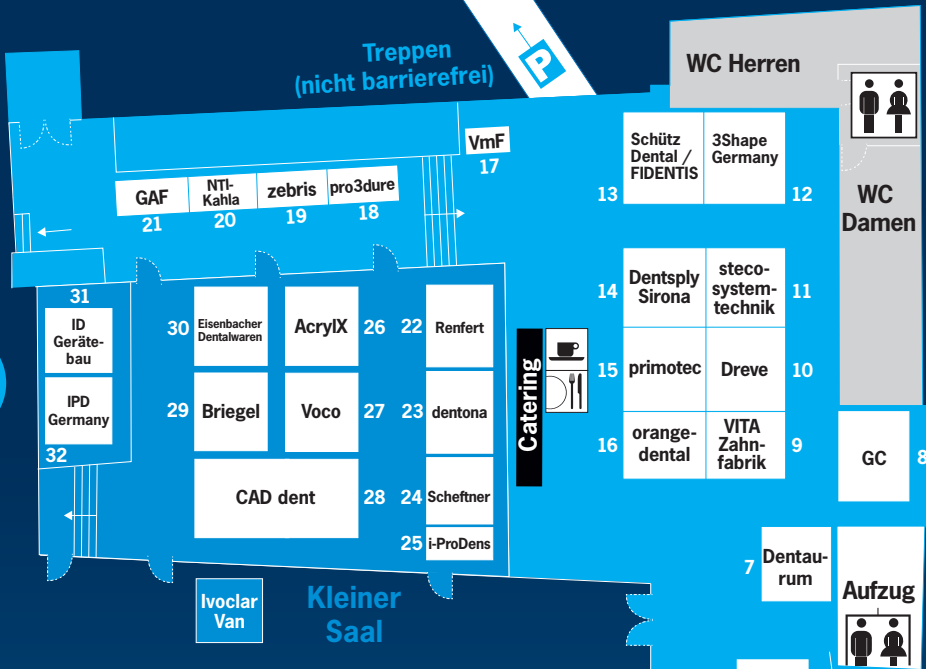 Treppen
(nicht barrierefrei)
P
WC Herren
VmF
17
Schütz
Dental /
FIDENTIS
13
3Shape
Germany
12
WC
Damen
GAF
21
NTI-
Kahla
20
zebris
19
pro3dure
18
31
ID
Geräte-
bau
IPD
Germany
32
30
Eisenbacher
Dentalwaren
AcrylX
26
22
Renfert
29
Briegel
Voco
27
23
dentona
CAD dent
28
24
Scheftner
25
i-ProDens
Catering
14
Dentsply
Sirona
steco-
system-
technik
11
15
primotec
Dreve
10
16
orange-
dental
VITA
Zahn-
fabrik
9
GC
8
7
Dentau-
rum
Aufzug
Ivoclar
Van
Kleiner
Saal